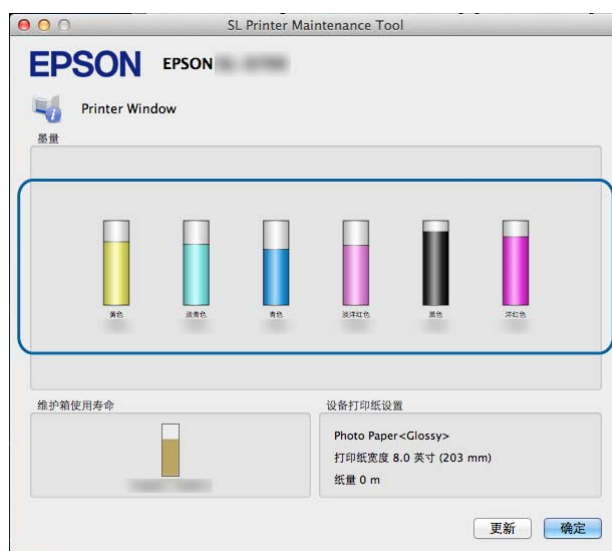 SL Printer Maintenance Tool
EPSON EPSON
Printer Window
墨量
黄色 淡青色 青色 淡洋红色 黑色 洋红色
维护箱使用寿命
设备打印纸设置
Photo Paper<Glossy>
打印纸宽度 8.0 英寸 (203 mm)
纸量 0 m
更新 确定